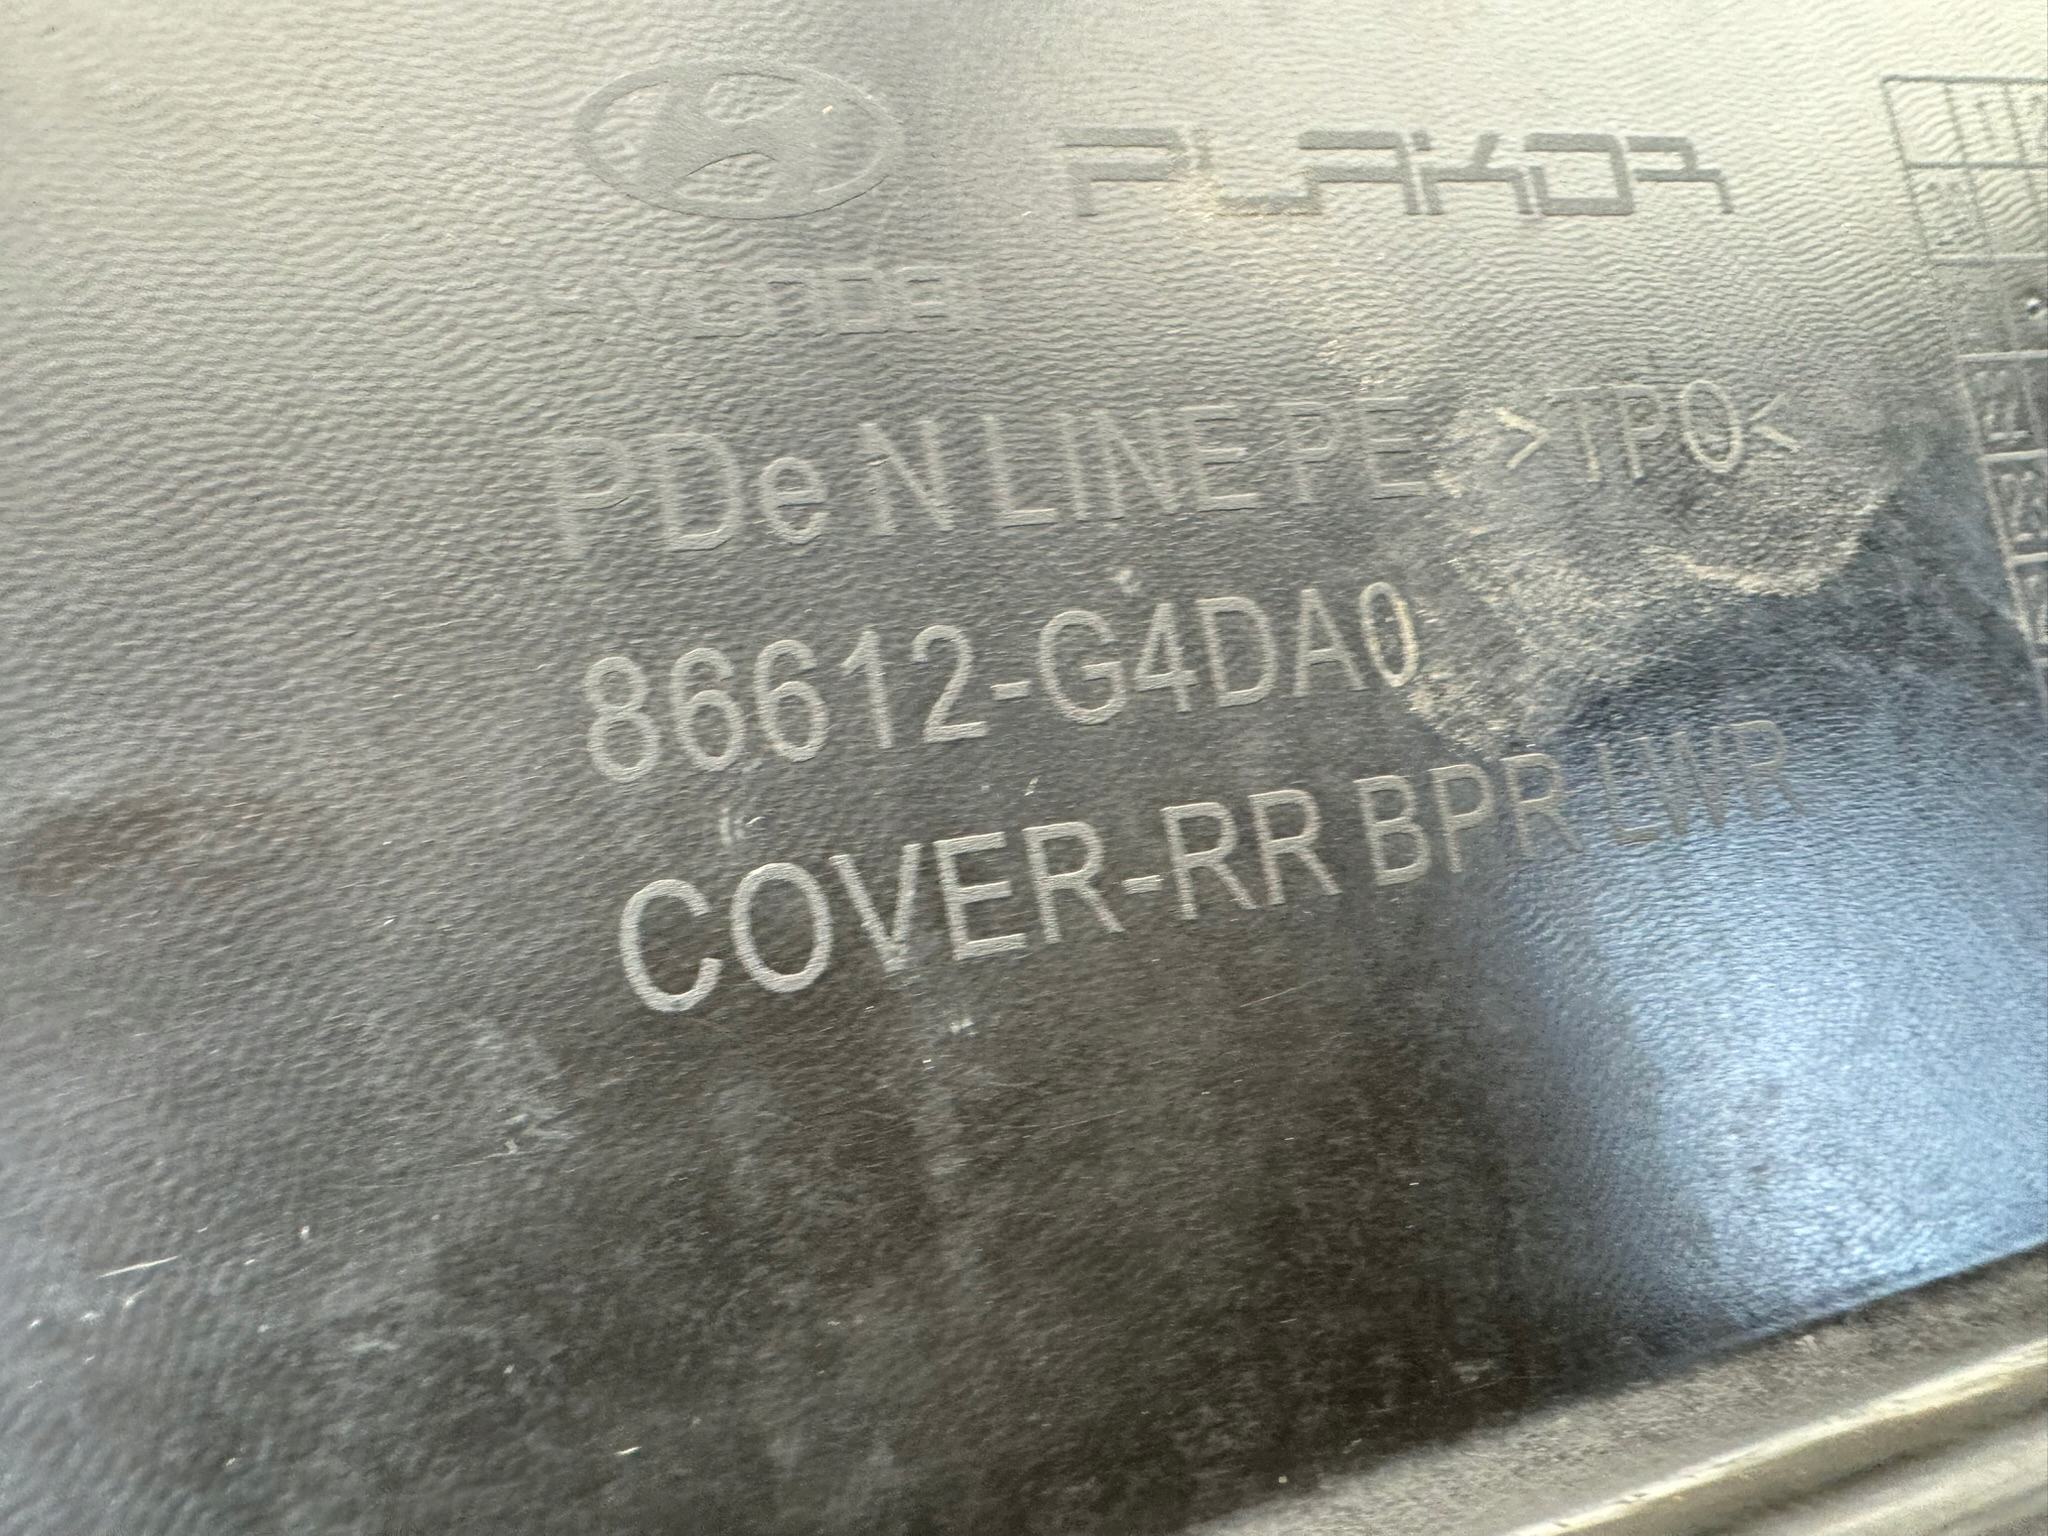 PLAKOR
PDe N LINE PE >TPO<
86612-G4DA0
COVER-RR BPR LWR